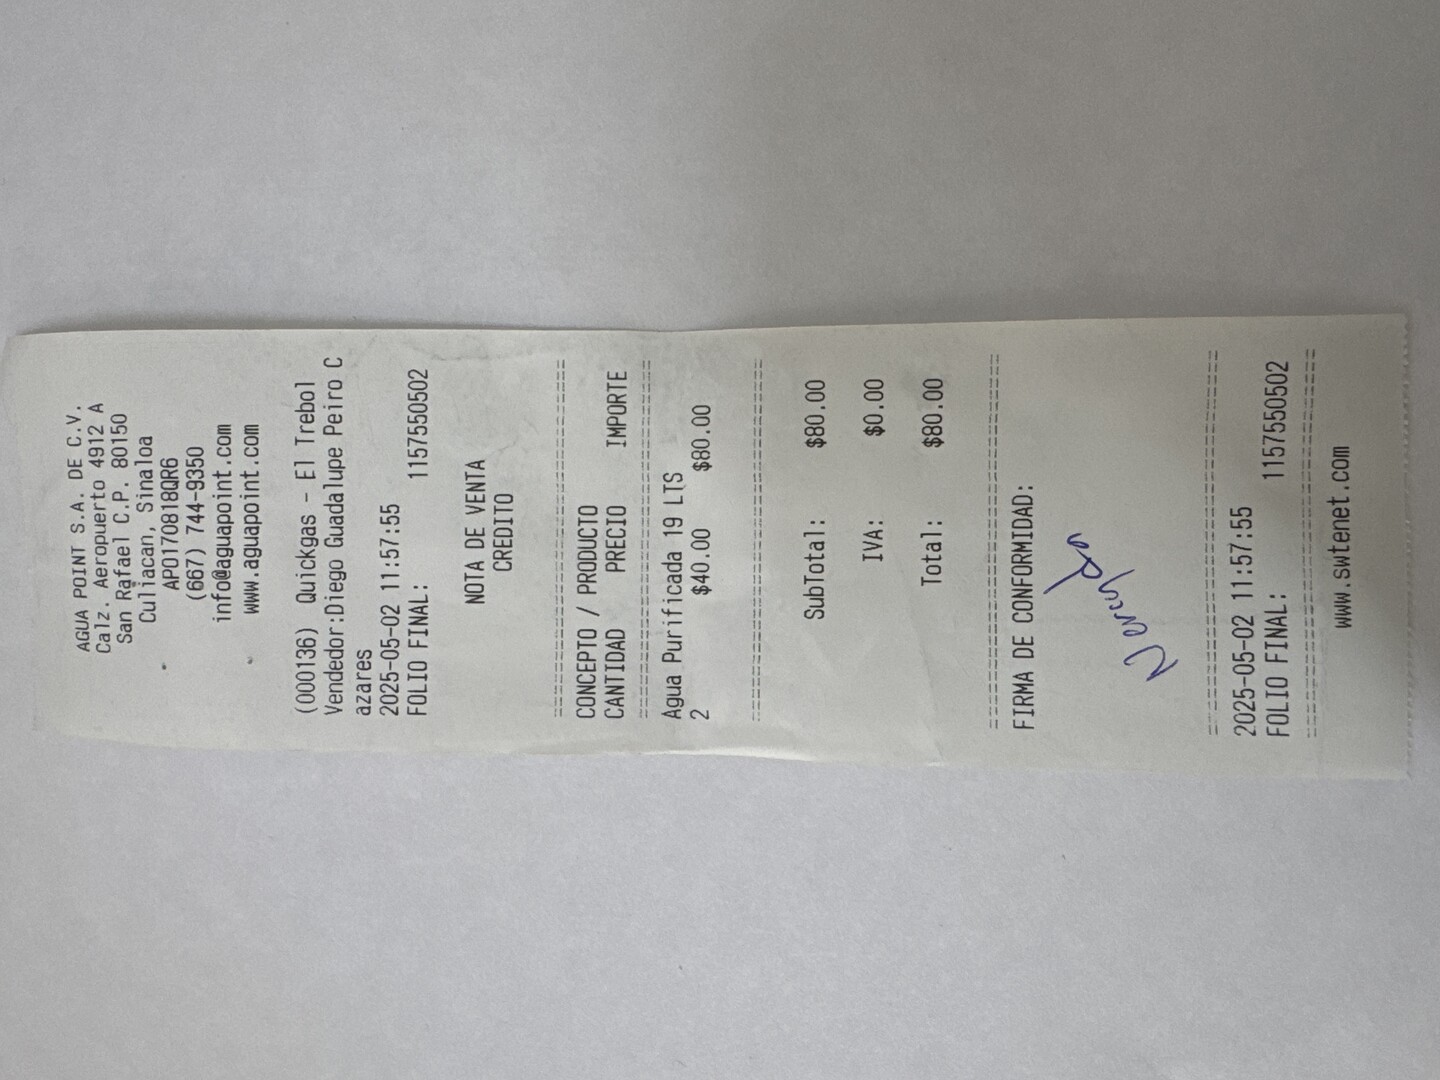 AGUA POINT S.A. DE C.V.
Calz. Aeropuerto 4912 A
San Rafael C.P. 80150
Culiacan, Sinaloa
APO170818QR6
(667) 744-9350
info@aguapoint.com
www.aguapoint.com
(000136) Quickgas - El Trebol
Vendedor:Diego Guadalupe Peiro C
azares
2025-05-02 11:57:55
FOLIO FINAL: 1157550502
NOTA DE VENTA
CREDITO
================================
CONCEPTO / PRODUCTO
CANTIDAD PRECIO IMPORTE
================================
Agua Purificada 19 LTS
2 $40.00 $80.00
================================
SubTotal: $80.00
IVA: $0.00
Total: $80.00
================================
FIRMA DE CONFORMIDAD:
================================
2025-05-02 11:57:55
FOLIO FINAL: 1157550502
================================
www.swtenet.com